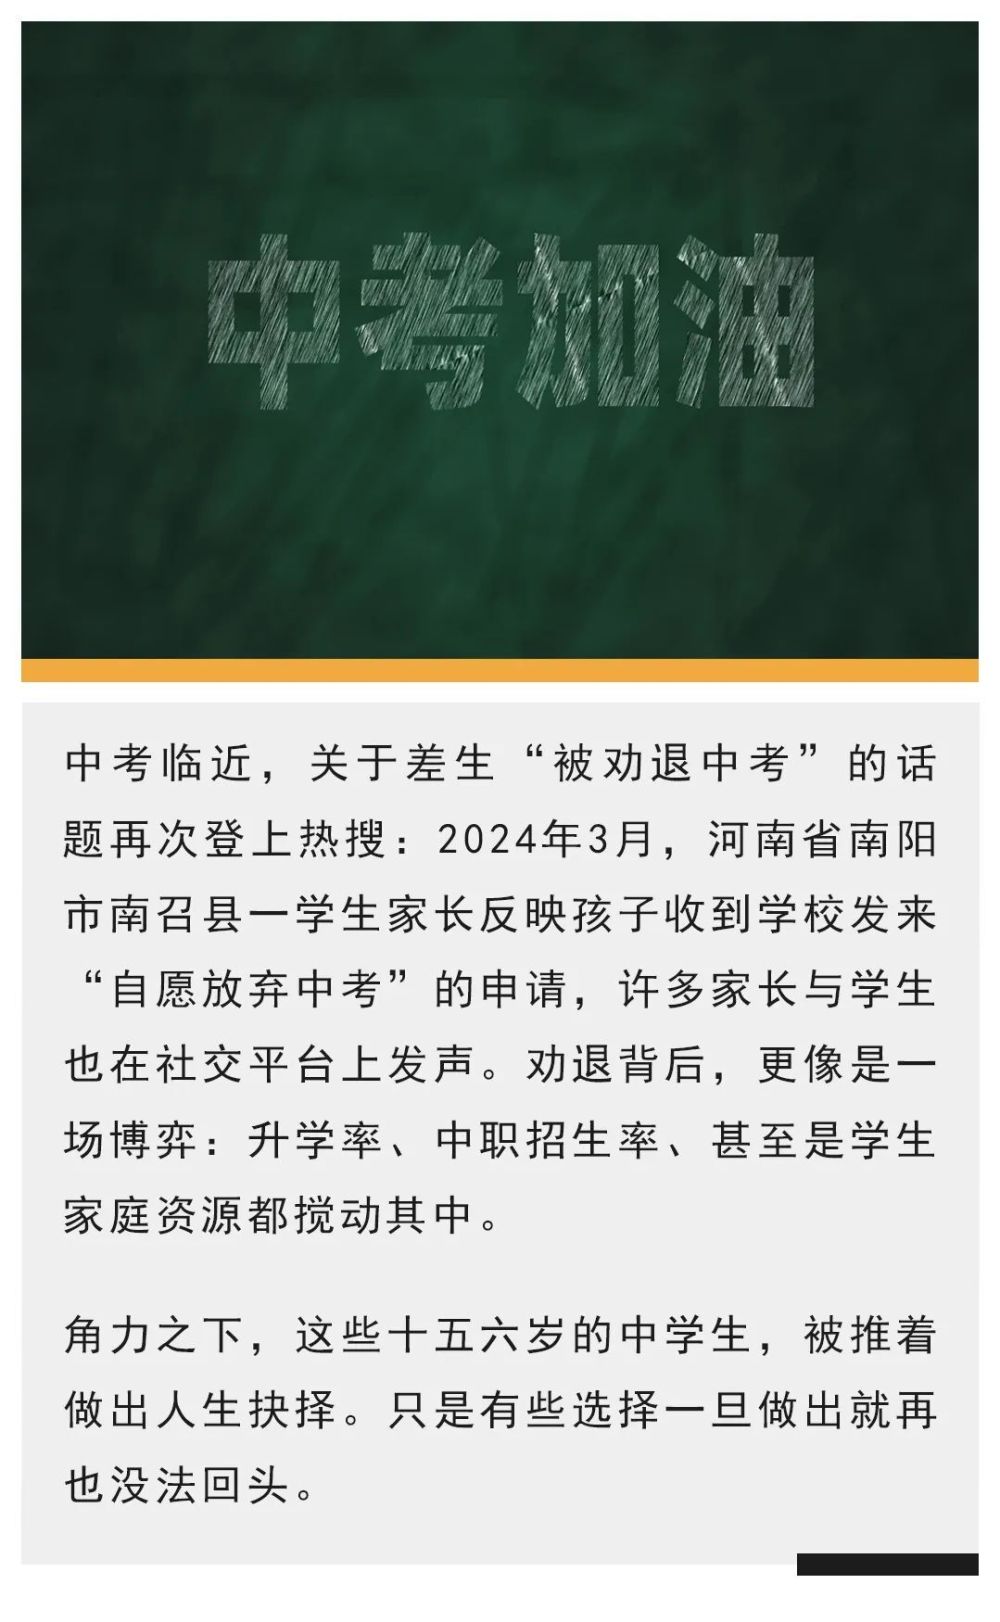 中考加油
中考临近，关于差生“被劝退中考”的话
题再次登上热搜：2024年3月，河南省南阳
市南召县一学生家长反映孩子收到学校发来
“自愿放弃中考”的申请，许多家长与学生
也在社交平台上发声。劝退背后，更像是一
场博弈：升学率、中职招生率、甚至是学生
家庭资源都搅动其中。
角力之下，这些十五六岁的中学生，被推着
做出人生抉择。只是有些选择一旦做出就再
也没法回头。